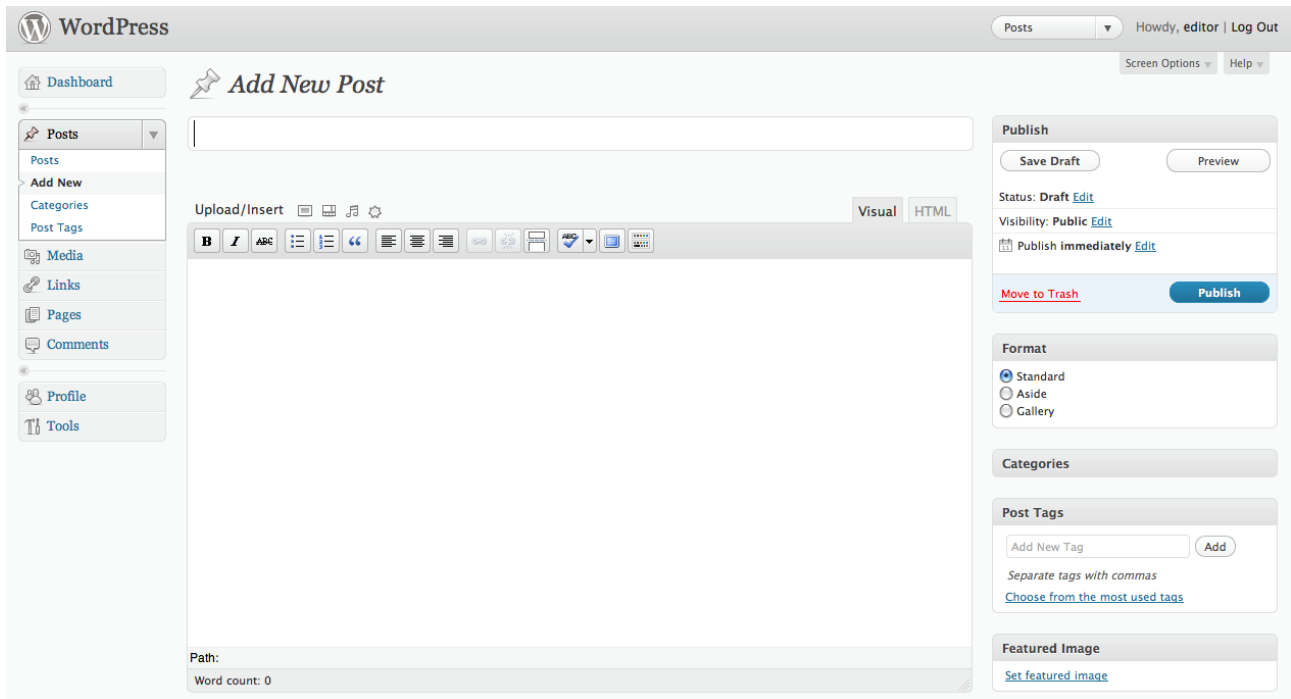 WordPress
Posts
Howdy, editor | Log Out
Screen Options
Help
Dashboard
Posts
Posts
Add New
Categories
Post Tags
Media
Links
Pages
Comments
Profile
Tools
Add New Post
Upload/Insert
Visual
HTML
B I ABC ABC
Path:
Word count: 0
Publish
Save Draft
Preview
Status: Draft Edit
Visibility: Public Edit
Publish immediately Edit
Move to Trash
Publish
Format
Standard
Aside
Gallery
Categories
Post Tags
Add New Tag
Add
Separate tags with commas
Choose from the most used tags
Featured Image
Set featured image